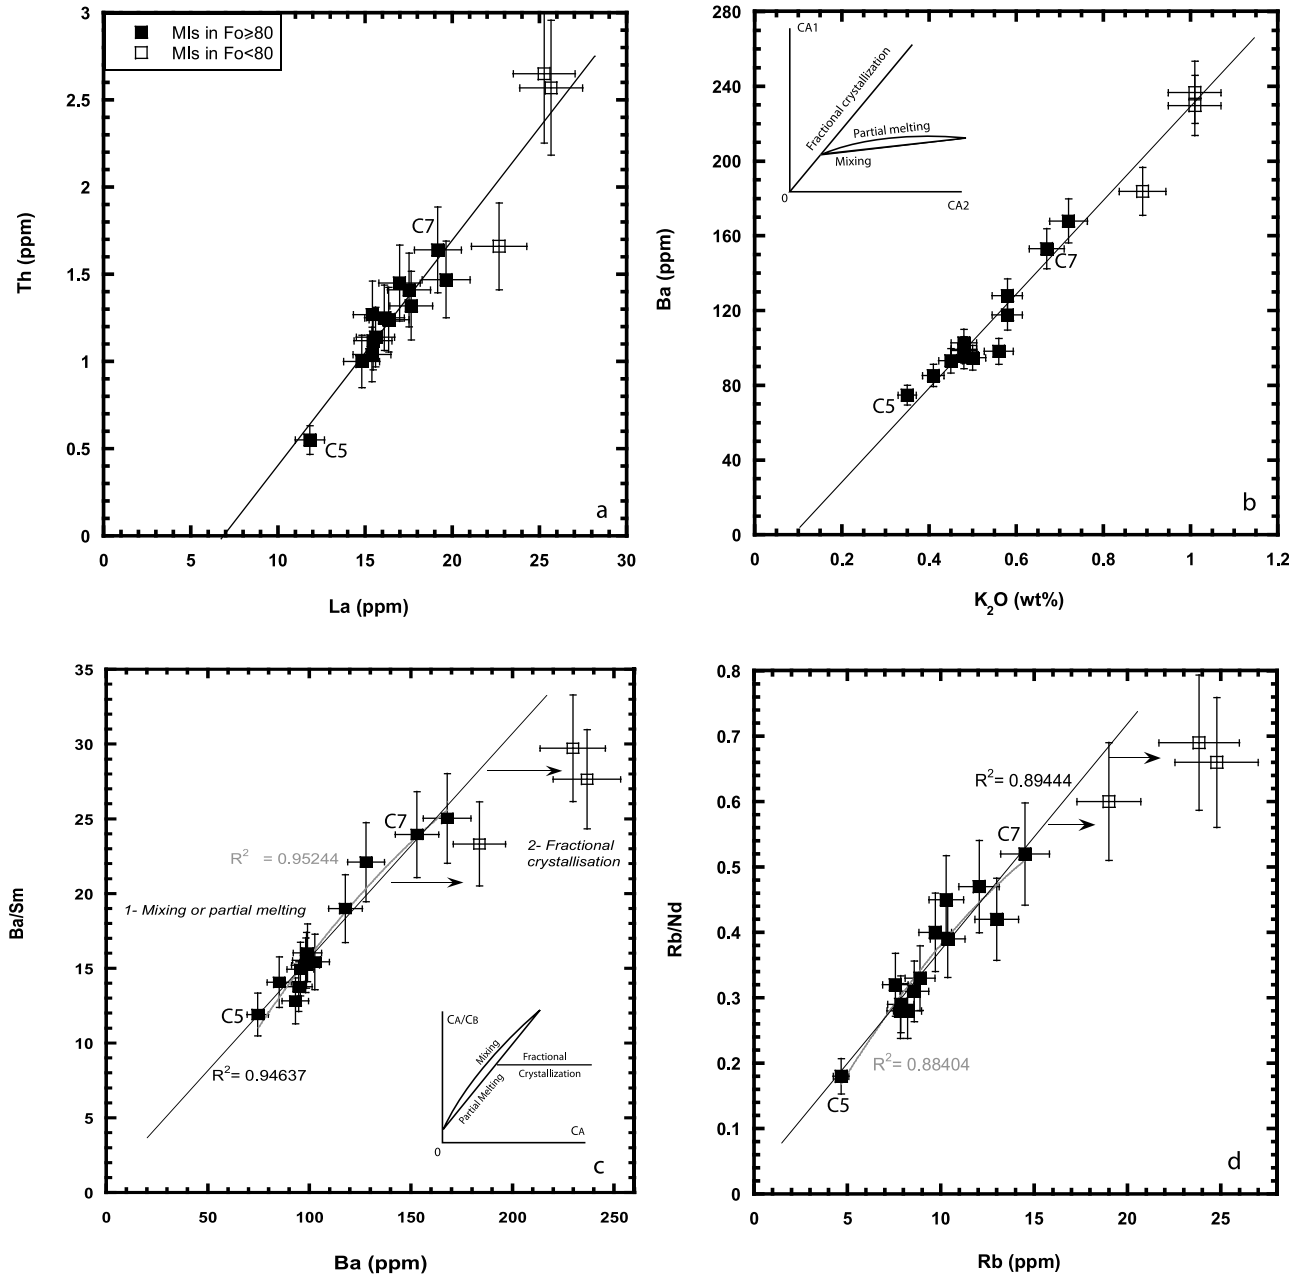 MIs in Fo≥80
MIs in Fo<80
3
2.5
2
1.5
1
0.5
0
Th (ppm)
C7
C5
a
0
5
10
15
20
25
30
La (ppm)
280
240
200
160
120
80
40
0
Ba (ppm)
CA1
Fractional crystallization
Partial melting
Mixing
0
CA2
C7
C5
b
0
0.2
0.4
0.6
0.8
1
1.2
K2O (wt%)
35
30
25
20
15
10
5
0
Ba/Sm
C7
R2 = 0.95244
2- Fractional
crystallisation
1- Mixing or partial melting
C5
R2= 0.94637
CA/CB
Mixing
Partial Melting
Fractional
Crystallization
CA
0
c
0
50
100
150
200
250
Ba (ppm)
0.8
0.7
0.6
0.5
0.4
0.3
0.2
0.1
0
Rb/Nd
R2= 0.89444
C7
R2= 0.88404
C5
d
0
5
10
15
20
25
Rb (ppm)